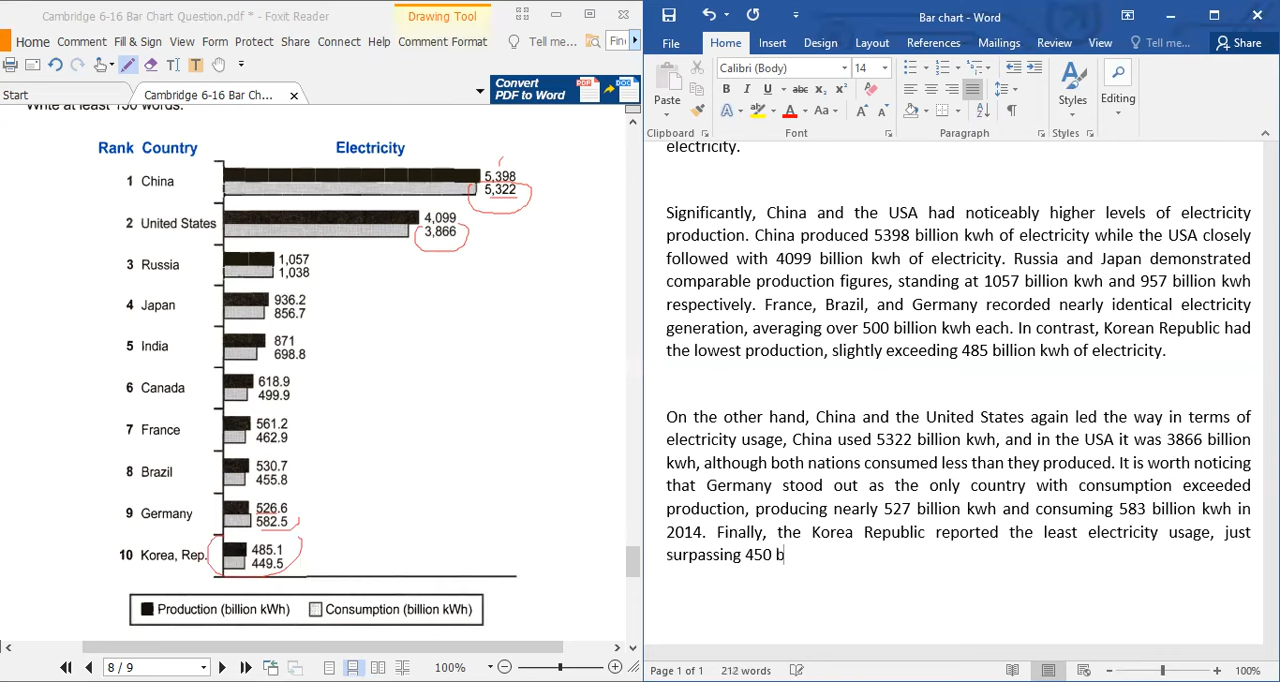 Cambridge 6-16 Bar Chart Question.pdf * - Foxit Reader
Drawing Tool
Home Comment Fill & Sign View Form Protect Share Connect Help Comment Format Tell me... Fin
Start
Cambridge 6-16 Bar Ch...
Convert
PDF to Word
Write at least 150 words.
Rank Country Electricity
1 China 5,398
5,322
2 United States 4,099
3,866
3 Russia 1,057
1,038
4 Japan 936.2
856.7
5 India 871
698.8
6 Canada 618.9
499.9
7 France 561.2
462.9
8 Brazil 530.7
455.8
9 Germany 526.6
582.5
10 Korea, Rep. 485.1
449.5
Production (billion kWh) Consumption (billion kWh)
8 / 9 100%
Bar chart - Word
File Home Insert Design Layout References Mailings Review View Tell me... Share
Calibri (Body) 14
Paste
Styles
Editing
Clipboard Font Paragraph Styles
electricity.
Significantly, China and the USA had noticeably higher levels of electricity
production. China produced 5398 billion kwh of electricity while the USA closely
followed with 4099 billion kwh of electricity. Russia and Japan demonstrated
comparable production figures, standing at 1057 billion kwh and 957 billion kwh
respectively. France, Brazil, and Germany recorded nearly identical electricity
generation, averaging over 500 billion kwh each. In contrast, Korean Republic had
the lowest production, slightly exceeding 485 billion kwh of electricity.
On the other hand, China and the United States again led the way in terms of
electricity usage, China used 5322 billion kwh, and in the USA it was 3866 billion
kwh, although both nations consumed less than they produced. It is worth noticing
that Germany stood out as the only country with consumption exceeded
production, producing nearly 527 billion kwh and consuming 583 billion kwh in
2014. Finally, the Korea Republic reported the least electricity usage, just
surpassing 450 b
Page 1 of 1 212 words 100%